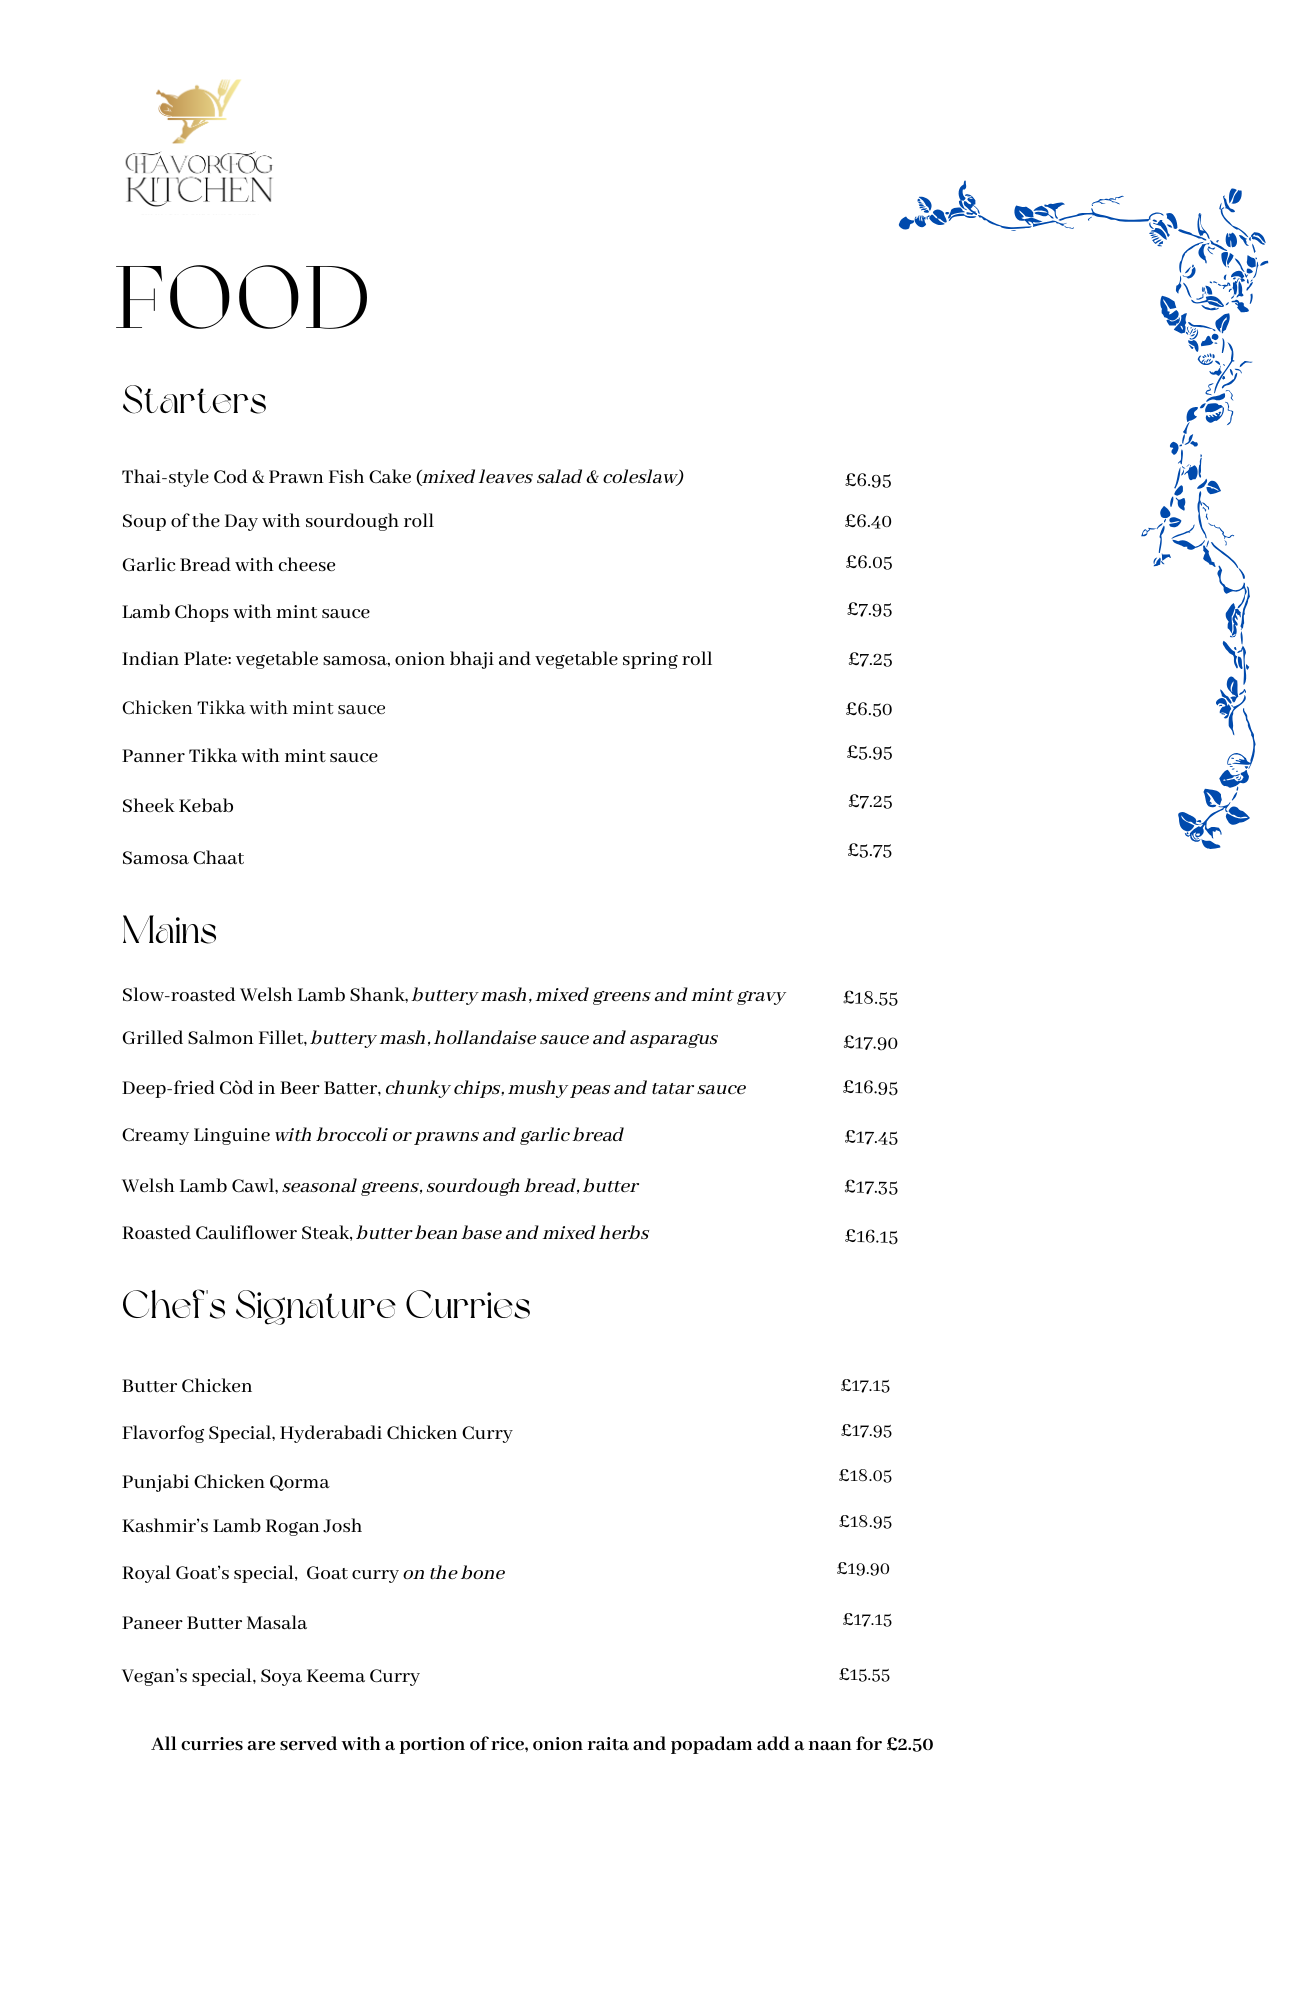 FLAVORFOG
KITCHEN
FOOD
Starters
Thai-style Cod & Prawn Fish Cake (mixed leaves salad & coleslaw) £6.95
Soup of the Day with sourdough roll £6.40
Garlic Bread with cheese £6.05
Lamb Chops with mint sauce £7.95
Indian Plate: vegetable samosa, onion bhaji and vegetable spring roll £7.25
Chicken Tikka with mint sauce £6.50
Panner Tikka with mint sauce £5.95
Sheek Kebab £7.25
Samosa Chaat £5.75
Mains
Slow-roasted Welsh Lamb Shank, buttery mash, mixed greens and mint gravy £18.55
Grilled Salmon Fillet, buttery mash, hollandaise sauce and asparagus £17.90
Deep-fried Còd in Beer Batter, chunky chips, mushy peas and tatar sauce £16.95
Creamy Linguine with broccoli or prawns and garlic bread £17.45
Welsh Lamb Cawl, seasonal greens, sourdough bread, butter £17.35
Roasted Cauliflower Steak, butter bean base and mixed herbs £16.15
Chef's Signature Curries
Butter Chicken £17.15
Flavorfog Special, Hyderabadi Chicken Curry £17.95
Punjabi Chicken Qorma £18.05
Kashmir’s Lamb Rogan Josh £18.95
Royal Goat’s special, Goat curry on the bone £19.90
Paneer Butter Masala £17.15
Vegan’s special, Soya Keema Curry £15.55
All curries are served with a portion of rice, onion raita and popadam add a naan for £2.50